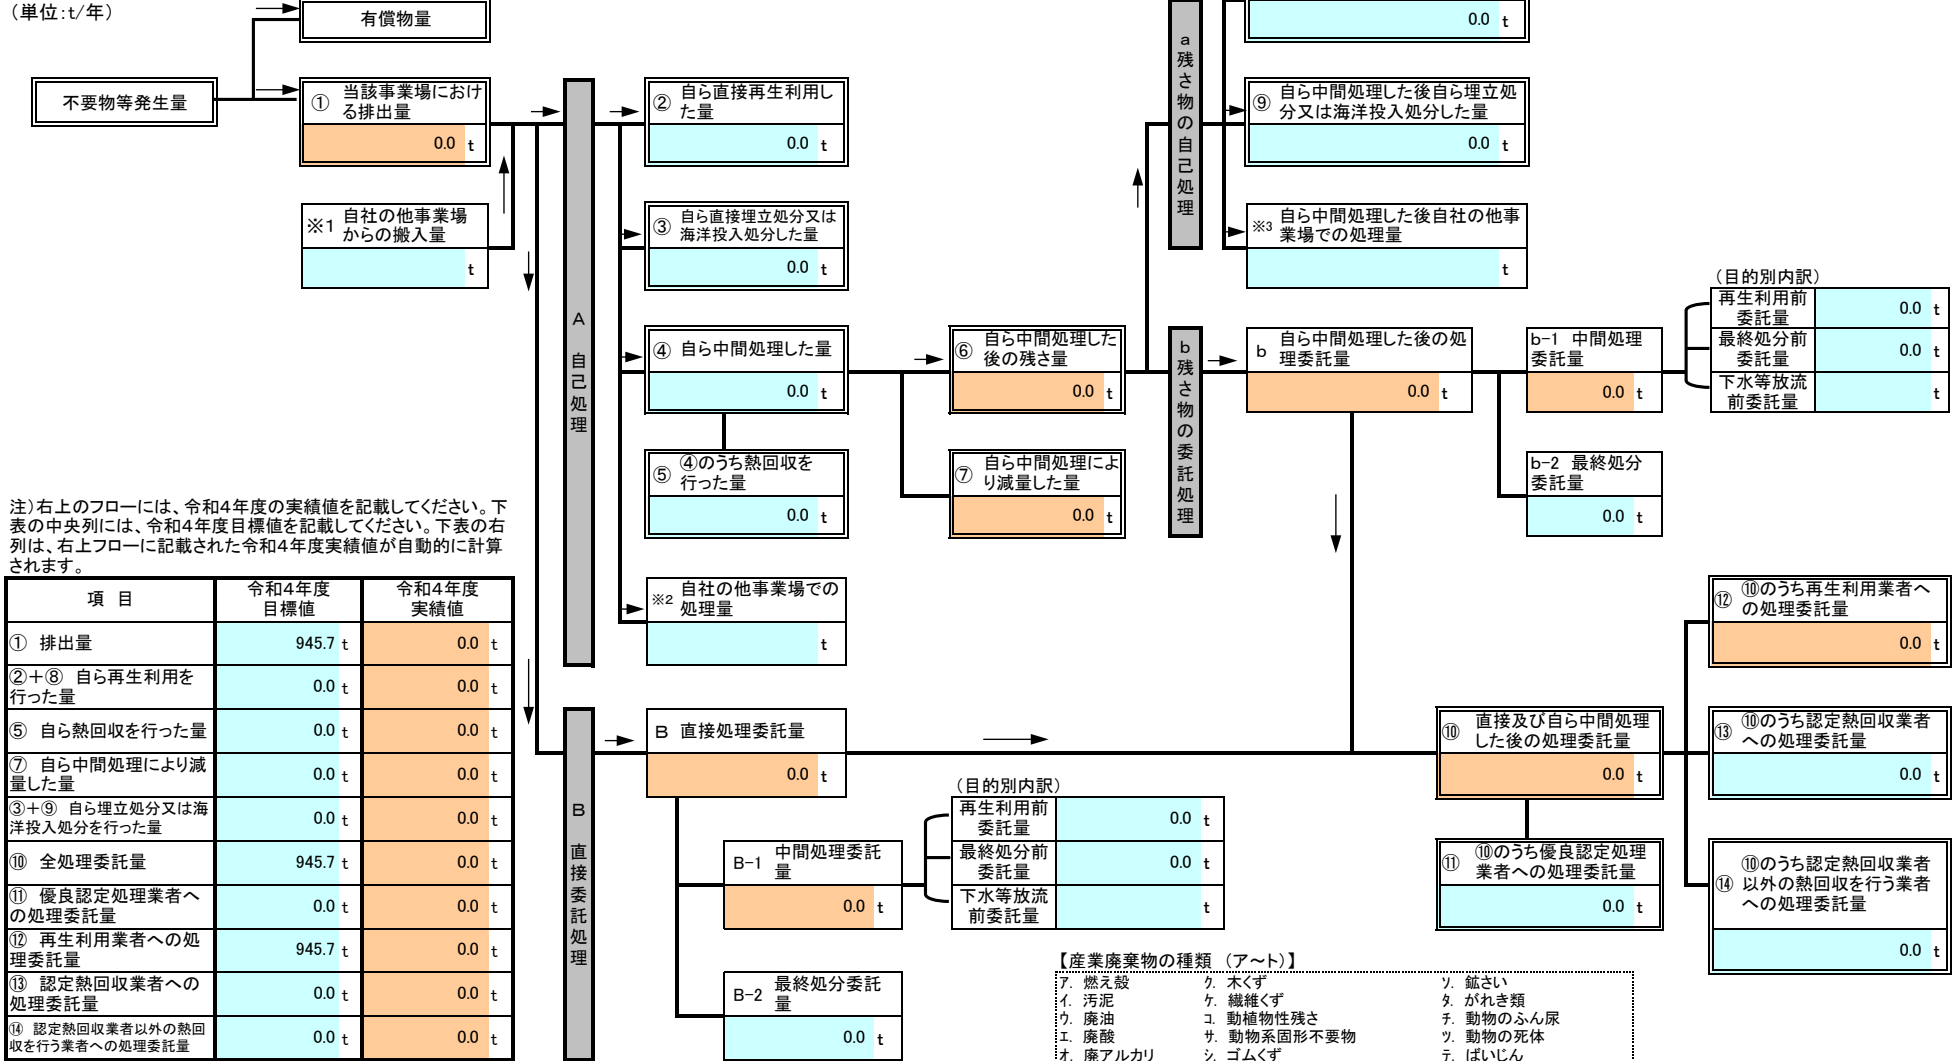 （単位：t/年）
有償物量
不要物等発生量
① 当該事業場におけ
る排出量
0.0 t
※1 自社の他事業場
からの搬入量
t
A
自己処理
② 自ら直接再生利用し
た量
0.0 t
③ 自ら直接埋立処分又は
海洋投入処分した量
0.0 t
④ 自ら中間処理した量
0.0 t
⑤ ④のうち熱回収を
行った量
0.0 t
※2 自社の他事業場での
処理量
t
⑥ 自ら中間処理した
後の残さ量
0.0 t
⑦ 自ら中間処理によ
り減量した量
0.0 t
a
残さ物の自己処理
0.0 t
⑨ 自ら中間処理した後自ら埋立処
分又は海洋投入処分した量
0.0 t
※3 自ら中間処理した後自社の他事
業場での処理量
t
b
残さ物の委託処理
b 自ら中間処理した後の処
理委託量
0.0 t
b-1 中間処理
委託量
0.0 t
b-2 最終処分
委託量
0.0 t
（目的別内訳）
再生利用前
委託量
0.0 t
最終処分前
委託量
0.0 t
下水等放流
前委託量
t
注）右上のフローには、令和４年度の実績値を記載してください。下
表の中央列には、令和４年度目標値を記載してください。下表の右
列は、右上フローに記載された令和４年度実績値が自動的に計算
されます。
項 目
令和４年度
目標値
令和４年度
実績値
① 排出量 945.7 t 0.0 t
②＋⑧ 自ら再生利用を
行った量 0.0 t 0.0 t
⑤ 自ら熱回収を行った量 0.0 t 0.0 t
⑦ 自ら中間処理により減
量した量 0.0 t 0.0 t
③＋⑨ 自ら埋立処分又は海
洋投入処分を行った量 0.0 t 0.0 t
⑩ 全処理委託量 945.7 t 0.0 t
⑪ 優良認定処理業者へ
の処理委託量 0.0 t 0.0 t
⑫ 再生利用業者への処
理委託量 945.7 t 0.0 t
⑬ 認定熱回収業者への
処理委託量 0.0 t 0.0 t
⑭ 認定熱回収業者以外の熱回
収を行う業者への処理委託量 0.0 t 0.0 t
B
直接委託処理
B 直接処理委託量
0.0 t
B-1 中間処理委託
量
0.0 t
B-2 最終処分委託
量
0.0 t
（目的別内訳）
再生利用前
委託量
0.0 t
最終処分前
委託量
0.0 t
下水等放流
前委託量
t
⑩ 直接及び自ら中間処理
した後の処理委託量
0.0 t
⑪ ⑩のうち優良認定処理
業者への処理委託量
0.0 t
⑫ ⑩のうち再生利用業者へ
の処理委託量
0.0 t
⑬ ⑩のうち認定熱回収業者
への処理委託量
0.0 t
⑭ ⑩のうち認定熱回収業者
以外の熱回収を行う業者
への処理委託量
0.0 t
【産業廃棄物の種類 （ア～ト）】
ア. 燃え殻 ク. 木くず ソ. 鉱さい
イ. 汚泥 ケ. 繊維くず タ. がれき類
ウ. 廃油 コ. 動植物性残さ チ. 動物のふん尿
エ. 廃酸 サ. 動物系固形不要物 ツ. 動物の死体
オ. 廃アルカリ シ. ゴムくず テ. ばいじん